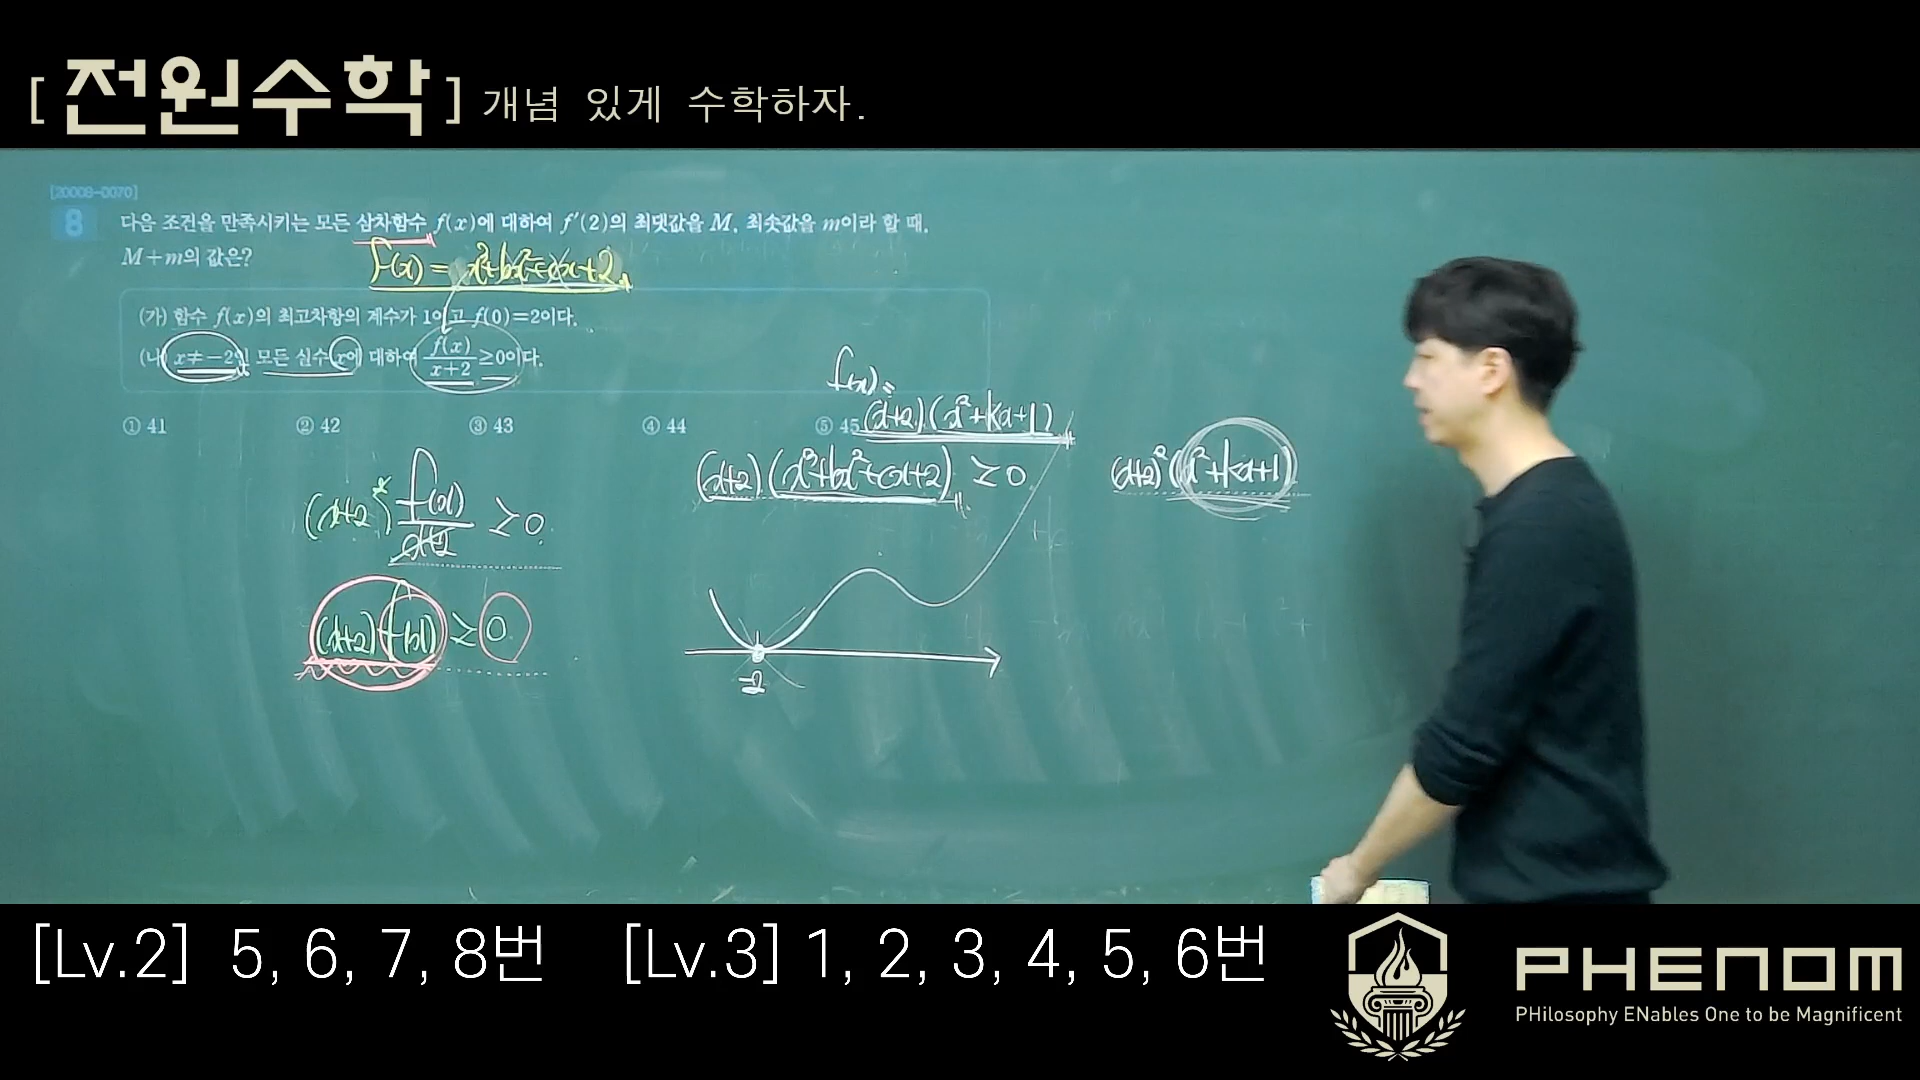 [전원수학] 개념 있게 수학하자.
[20008-0070]
8 다음 조건을 만족시키는 모든 삼차함수 f(x)에 대하여 f′(2)의 최댓값을 M, 최솟값을 m이라 할 때,
M+m의 값은?
f(x)=x³+bx²+cx+2
(가) 함수 f(x)의 최고차항의 계수가 1이고 f(0)=2이다.
(나) x≠−2인 모든 실수 x에 대하여 f(x)/(x+2)≥0이다.
① 41 ② 42 ③ 43 ④ 44 ⑤ 45
f(x)=
(x+2)(x²+kx+1)
(x+2)² f(x)/(x+2) ≥ 0
(x+2)(x³+bx²+cx+2) ≥ 0
(x+2)²(x²+kx+1)
(x+2)f(x) ≥ 0
-2
[Lv.2] 5, 6, 7, 8번 [Lv.3] 1, 2, 3, 4, 5, 6번
PHENOM
PHilosophy ENables One to be Magnificent